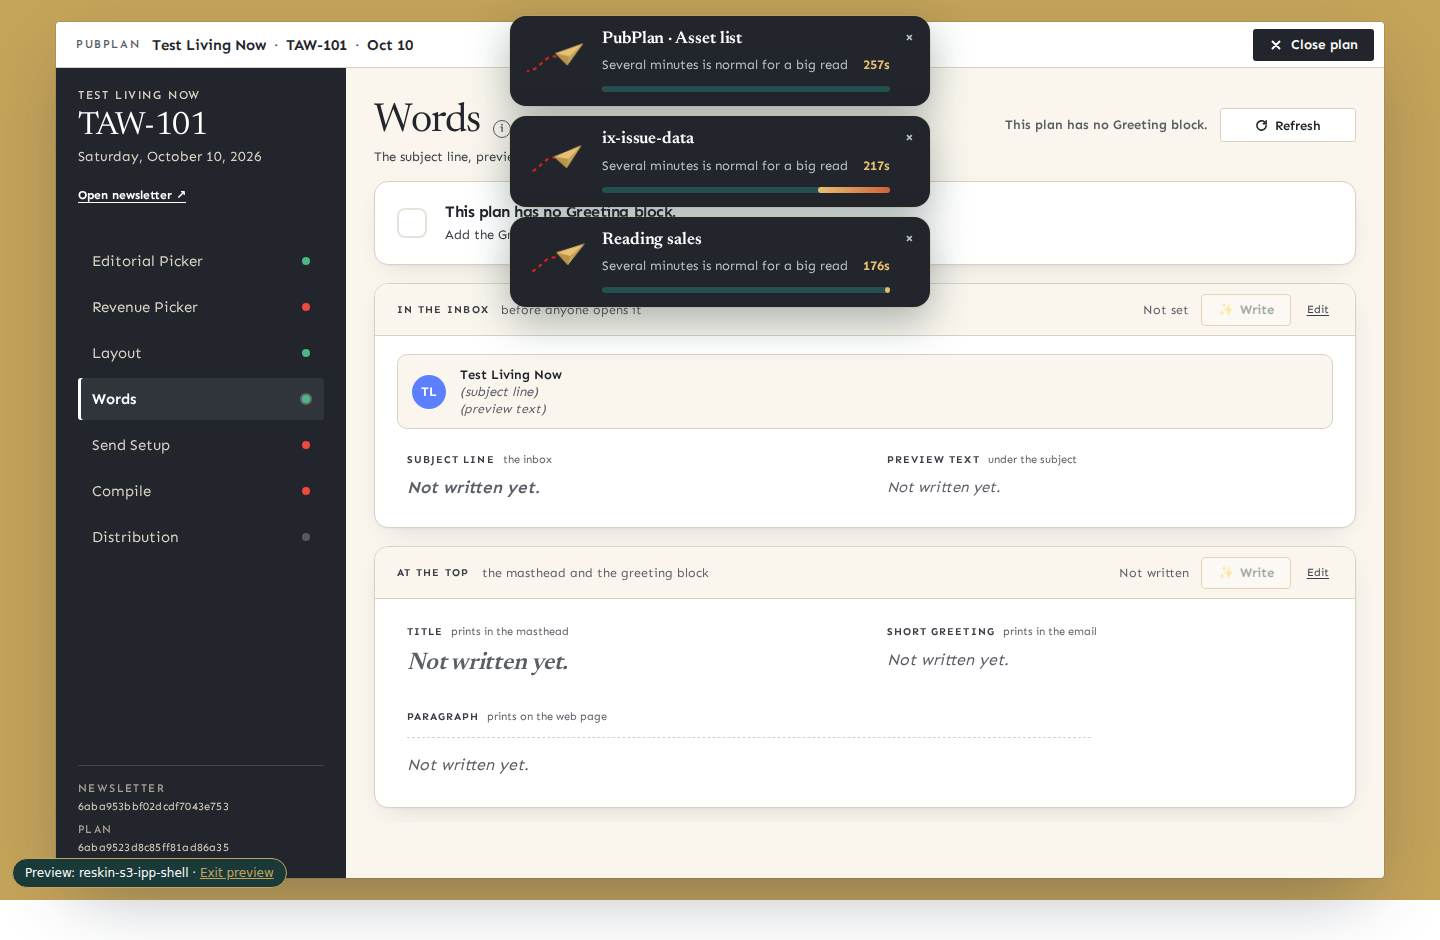 PUBPLAN Test Living Now · TAW-101 · Oct 10
✕ Close plan
PubPlan · Asset list ×
Several minutes is normal for a big read 257s
ix-issue-data ×
Several minutes is normal for a big read 217s
Reading sales ×
Several minutes is normal for a big read 176s
TEST LIVING NOW
TAW-101
Saturday, October 10, 2026
Open newsletter ↗
Editorial Picker
Revenue Picker
Layout
Words
Send Setup
Compile
Distribution
NEWSLETTER
6aba953bbf02dcdf7043e753
PLAN
6aba9523d8c85ff81ad86a35
Preview: reskin-s3-ipp-shell · Exit preview
Words i
This plan has no Greeting block. Refresh
The subject line,
This plan has no Greeting block.
Add the
IN THE INBOX before anyone opens it Not set ✨ Write Edit
TL
Test Living Now
(subject line)
(preview text)
SUBJECT LINE the inbox
Not written yet.
PREVIEW TEXT under the subject
Not written yet.
AT THE TOP the masthead and the greeting block Not written ✨ Write Edit
TITLE prints in the masthead
Not written yet.
SHORT GREETING prints in the email
Not written yet.
PARAGRAPH prints on the web page
Not written yet.